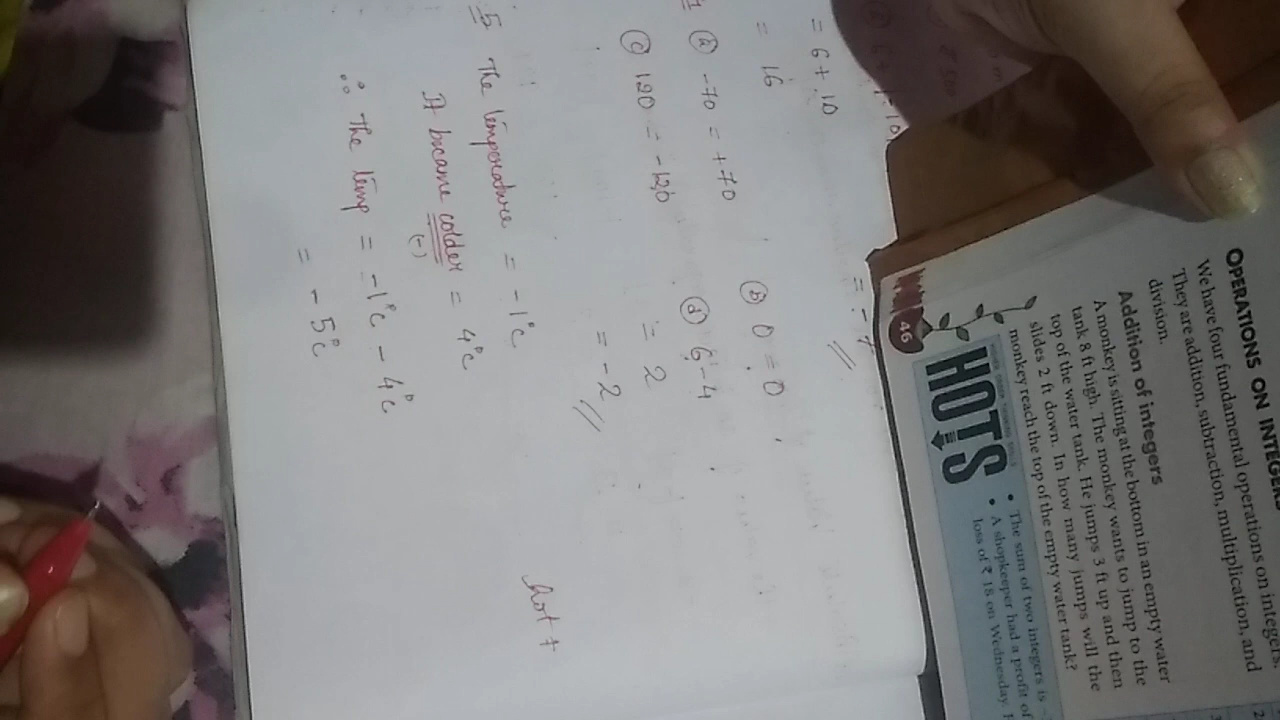 = 6 + 10
= 16
(a) -70 = +70
(b) 0 = 0
(c) 120 = -120
(d) 6-4
= 2
= -2
5 The temperature = -1°c
It became colder = 4°c
(-)
∴ The temp = -1°c - 4°c
= - 5°c
hot +
OPERATIONS ON INTEGERS
We have four fundamental operations on integers.
They are addition, subtraction, multiplication, and
division.
Addition of integers
A monkey is sitting at the bottom in an empty water
tank 8 ft high. The monkey wants to jump to the
top of the water tank. He jumps 3 ft up and then
slides 2 ft down. In how many jumps will the
monkey reach the top of the empty water tank?
46
HOTS :
• The sum of two integers is
• A shopkeeper had a profit of
loss of ₹ 18 on Wednesday.